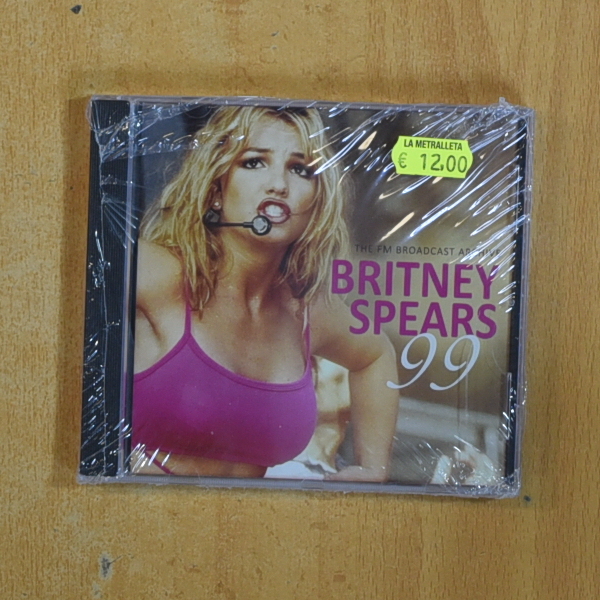 LA METRALLETA
€ 12.00
THE FM BROADCAST ARCHIVE
BRITNEY
SPEARS
99